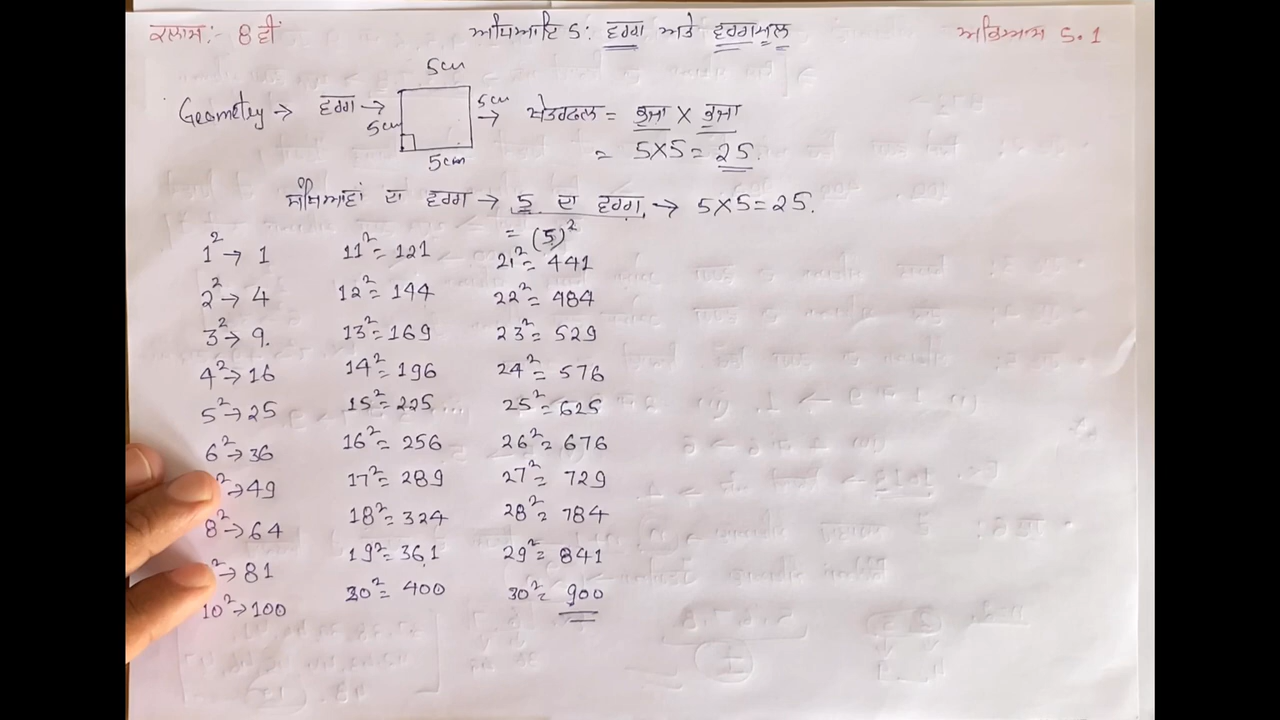 ਕਲਾਸ:- 8 ਵੀਂ
ਅਧਿਆਇ 5: ਵਰਗ ਅਤੇ ਵਰਗਮੂਲ
ਅਭਿਆਸ 5.1
5cm
Geometry → ਵਰਗ → 5cm 5cm → ਖੇਤਰਫਲ = ਭੁਜਾ × ਭੁਜਾ
5cm
= 5×5 = 25.
ਸੰਖਿਆਵਾਂ ਦਾ ਵਰਗ → 5 ਦਾ ਵਰਗ → 5×5=25.
= (5)²
1² → 1
2² → 4
3² → 9.
4² → 16
5² → 25
6² → 36
² → 49
8² → 64
² → 81
10² → 100
11² = 121
12² = 144
13² = 169
14² = 196
15² = 225
16² = 256
17² = 289
18² = 324
19² = 361
20² = 400
21² = 441
22² = 484
23² = 529
24² = 576
25² = 625
26² = 676
27² = 729
28² = 784
29² = 841
30² = 900